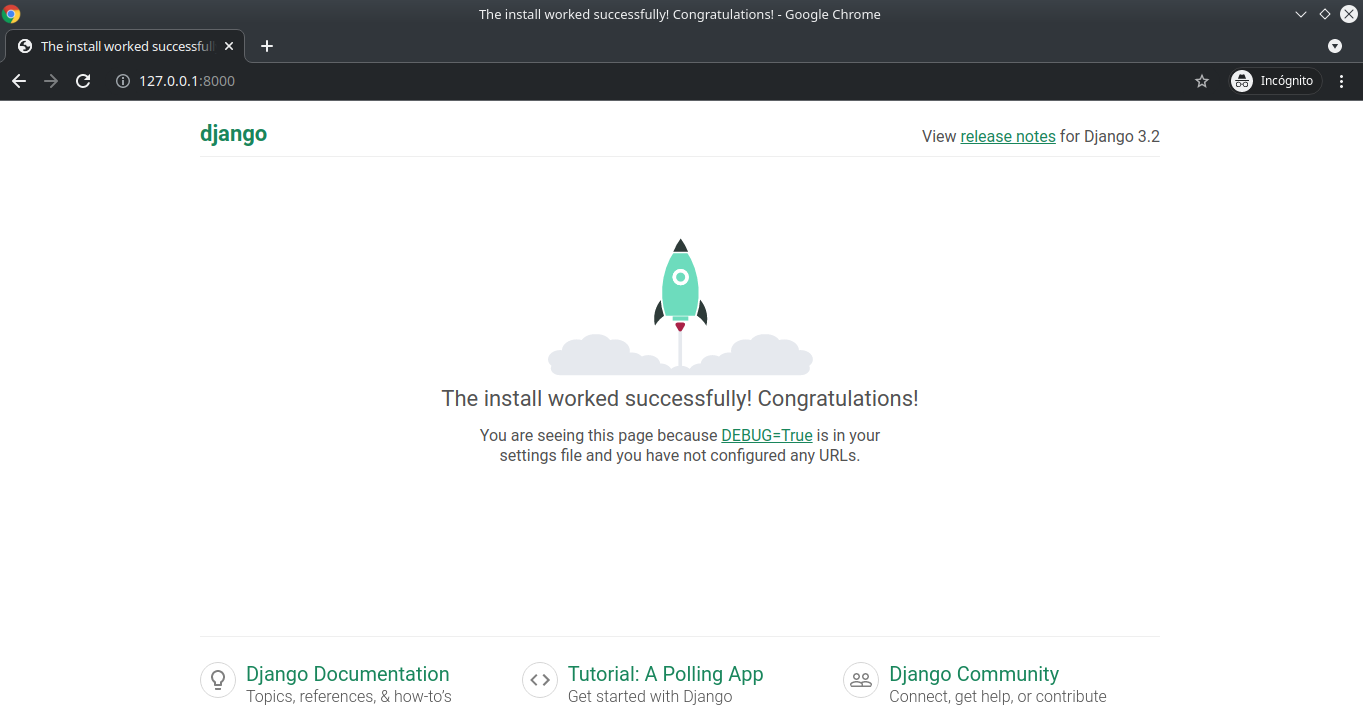 The install worked successfully! Congratulations! - Google Chrome
The install worked successful
127.0.0.1:8000
Incógnito
django
View release notes for Django 3.2
The install worked successfully! Congratulations!
You are seeing this page because DEBUG=True is in your
settings file and you have not configured any URLs.
Django Documentation
Topics, references, & how-to’s
Tutorial: A Polling App
Get started with Django
Django Community
Connect, get help, or contribute